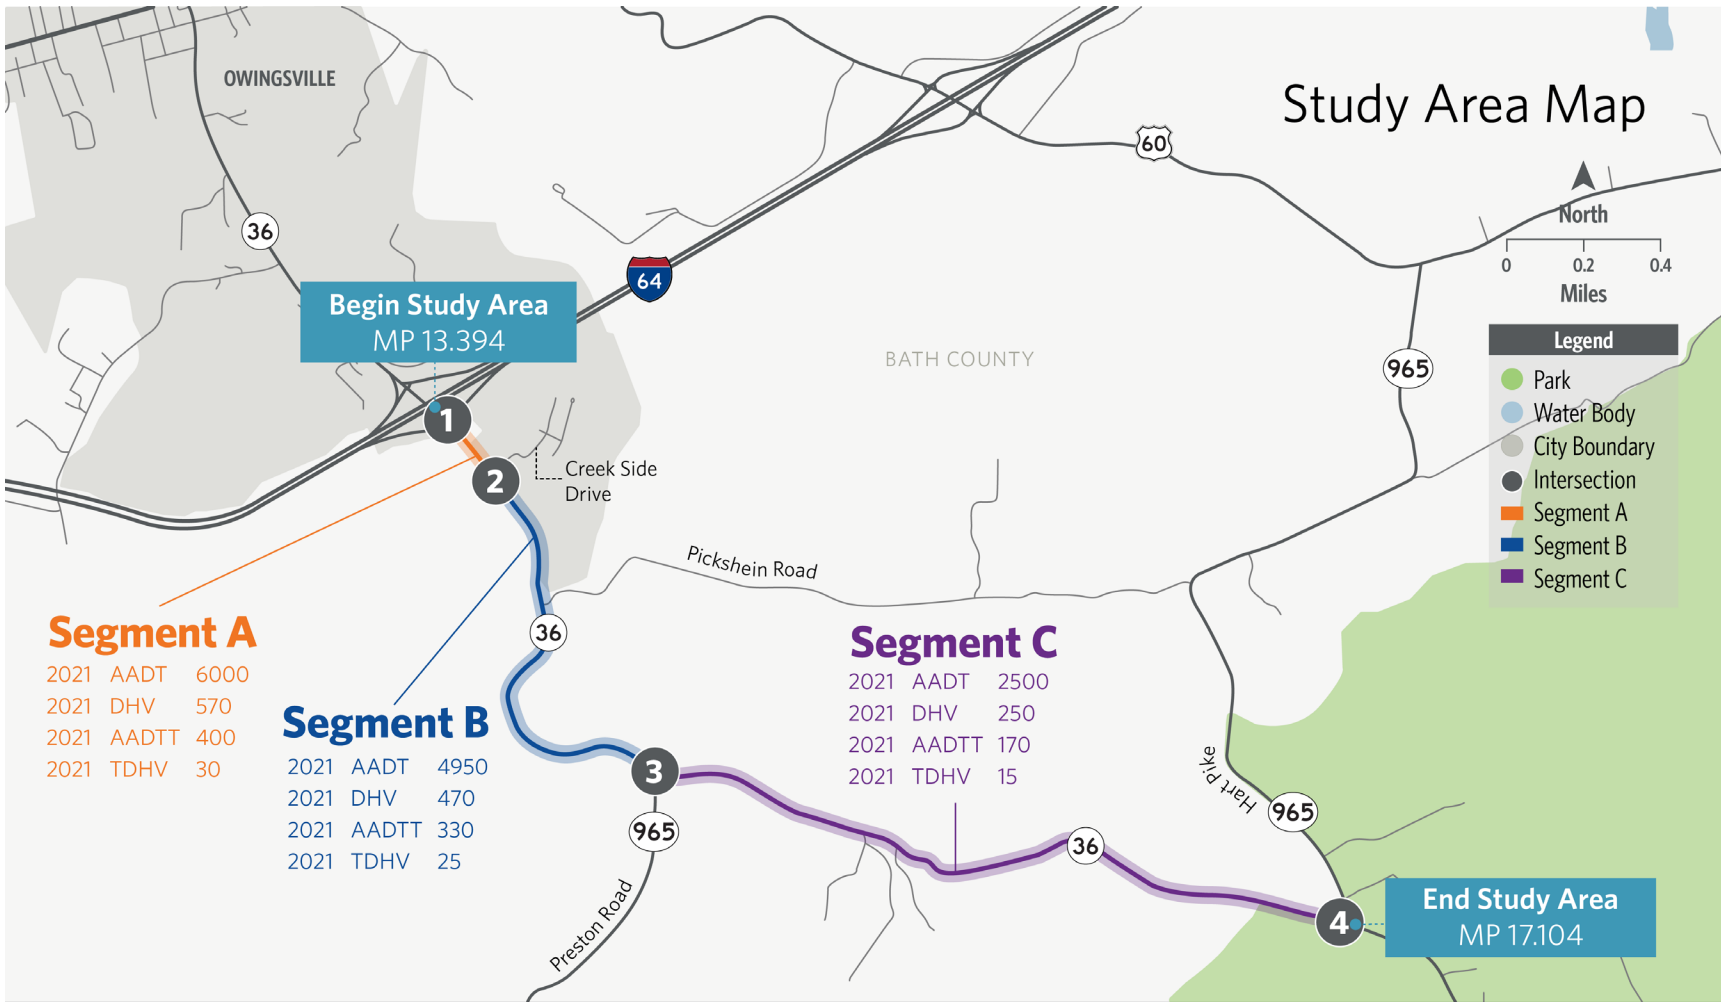 OWINGSVILLE
Study Area Map
60
36
North
0 0.2 0.4
Miles
64
Begin Study Area
MP 13.394
BATH COUNTY
965
Legend
Park
Water Body
City Boundary
Intersection
Segment A
Segment B
Segment C
1
2
Creek Side
Drive
Pickshein Road
36
Segment A
2021 AADT 6000
2021 DHV 570
2021 AADTT 400
2021 TDHV 30
Segment B
2021 AADT 4950
2021 DHV 470
2021 AADTT 330
2021 TDHV 25
Segment C
2021 AADT 2500
2021 DHV 250
2021 AADTT 170
2021 TDHV 15
3
965
Preston Road
36
Hart Pike
965
4
End Study Area
MP 17.104